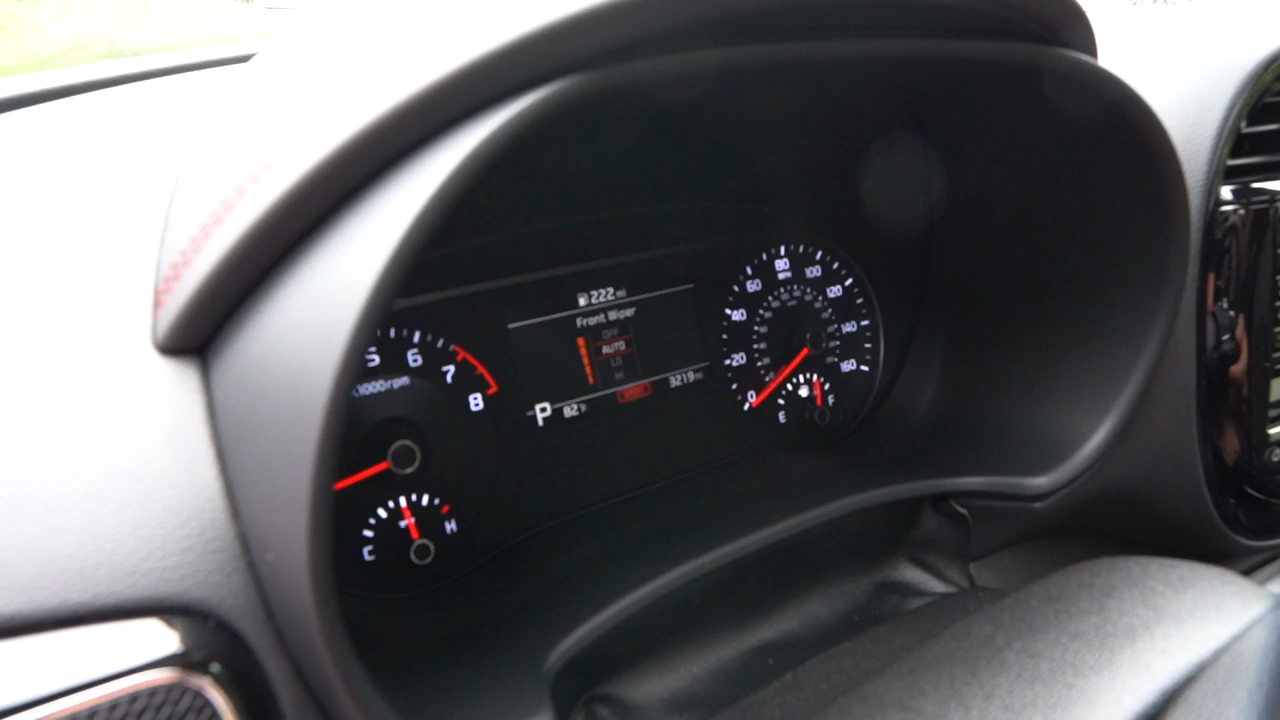 222 mi
Front Wiper
OFF
AUTO
LO
HI
P 82°F
3219 mi
5 6 7 8
x1000rpm
C H
0 20 40 60 80 100 120 140 160
MPH
E F